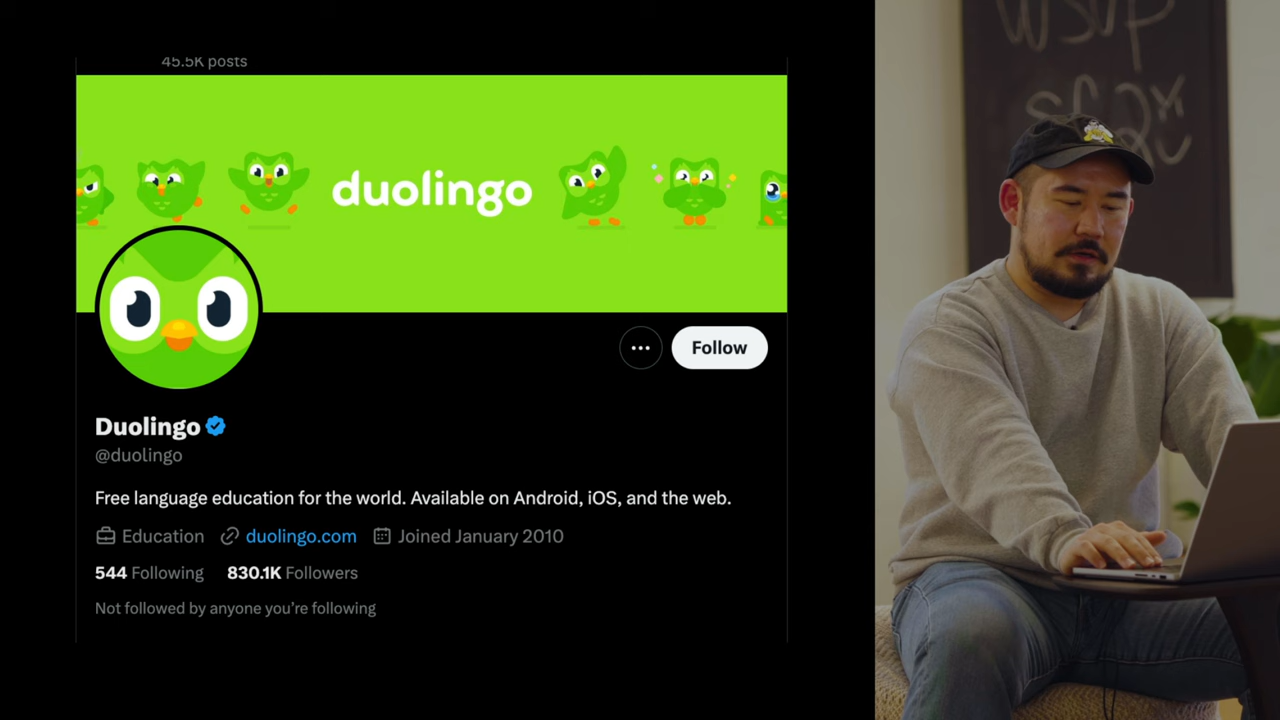 45.5K posts
duolingo
Follow
Duolingo
@duolingo
Free language education for the world. Available on Android, iOS, and the web.
Education duolingo.com Joined January 2010
544 Following 830.1K Followers
Not followed by anyone you’re following